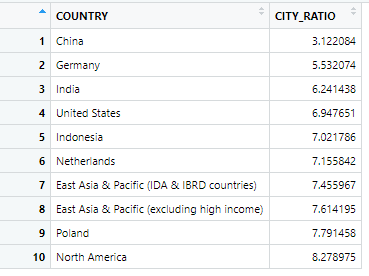 COUNTRY CITY_RATIO
1 China 3.122084
2 Germany 5.532074
3 India 6.241438
4 United States 6.947651
5 Indonesia 7.021786
6 Netherlands 7.155842
7 East Asia & Pacific (IDA & IBRD countries) 7.455967
8 East Asia & Pacific (excluding high income) 7.614195
9 Poland 7.791458
10 North America 8.278975